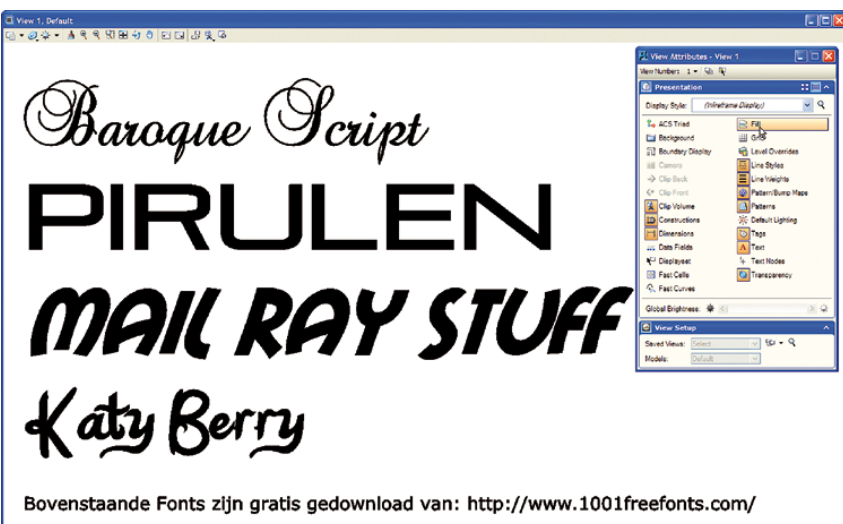 View 1, Default
Baroque Script
PIRULEN
MAIL RAY STUFF
Katy Berry
Bovenstaande Fonts zijn gratis gedownload van: http://www.1001freefonts.com/
View Attributes - View 1
View Number: 1
Presentation
Display Style: (Wireframe Display)
ACS Triad
Fill
Background
Grid
Boundary Display
Level Overrides
Camera
Line Styles
Clip Back
Line Weights
Clip Front
Pattern/Bump Maps
Clip Volume
Patterns
Constructions
Default Lighting
Dimensions
Tags
Data Fields
Text
Displayset
Text Nodes
Fast Cells
Transparency
Fast Curves
Global Brightness:
View Setup
Saved Views: Select
Models: Default